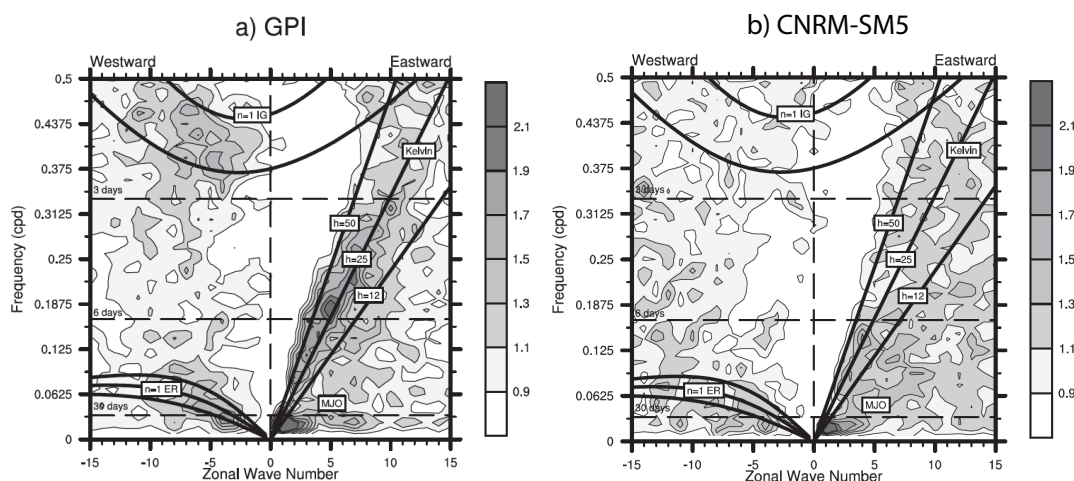 a) GPI
Westward
Eastward
0.5
0.4375
0.375
0.3125
0.25
0.1875
0.125
0.0625
0
Frequency (cpd)
n=1 IG
Kelvin
3 days
h=50
h=25
h=12
6 days
n=1 ER
MJO
30 days
-15
-10
-5
0
5
10
15
Zonal Wave Number
2.1
1.9
1.7
1.5
1.3
1.1
0.9
b) CNRM-SM5
Westward
Eastward
0.5
0.4375
0.375
0.3125
0.25
0.1875
0.125
0.0625
0
Frequency (cpd)
n=1 IG
Kelvin
3 days
h=50
h=25
h=12
6 days
n=1 ER
MJO
30 days
-15
-10
-5
0
5
10
15
Zonal Wave Number
2.1
1.9
1.7
1.5
1.3
1.1
0.9